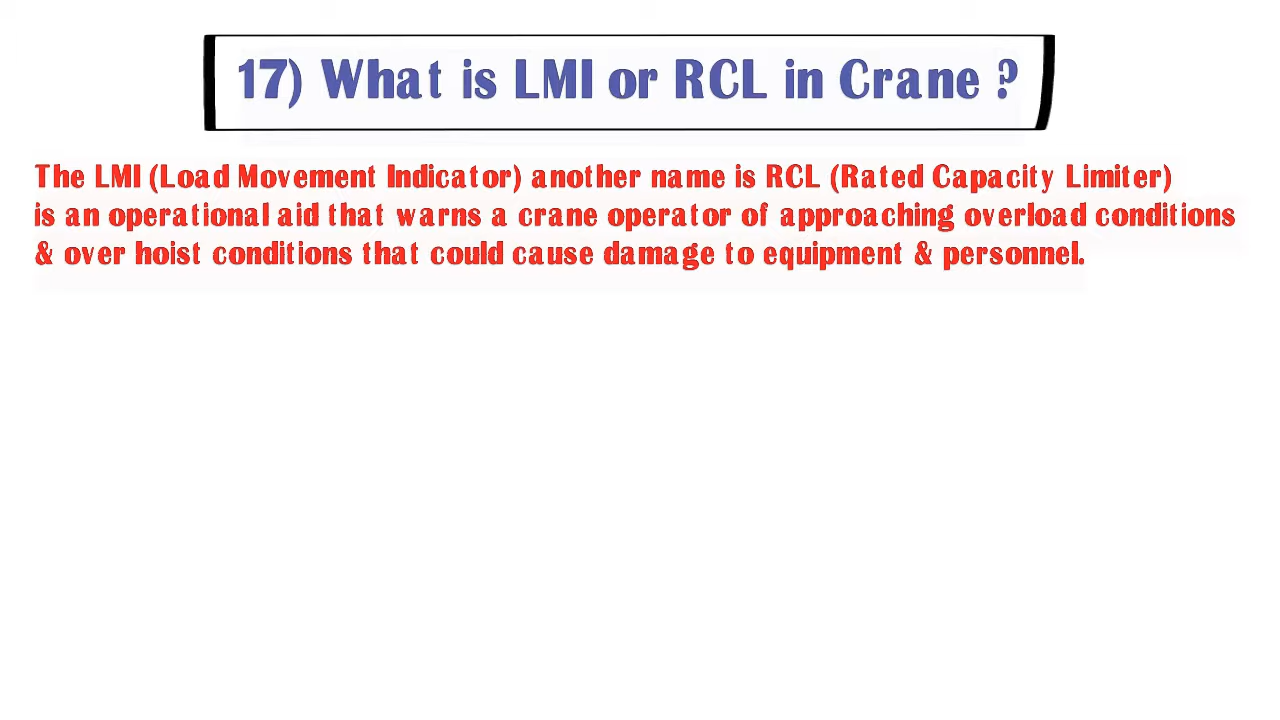 17) What is LMI or RCL in Crane ?
The LMI (Load Movement Indicator) another name is RCL (Rated Capacity Limiter)
is an operational aid that warns a crane operator of approaching overload conditions
& over hoist conditions that could cause damage to equipment & personnel.